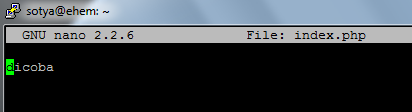 sotya@ehem: ~
GNU nano 2.2.6 File: index.php
dicoba